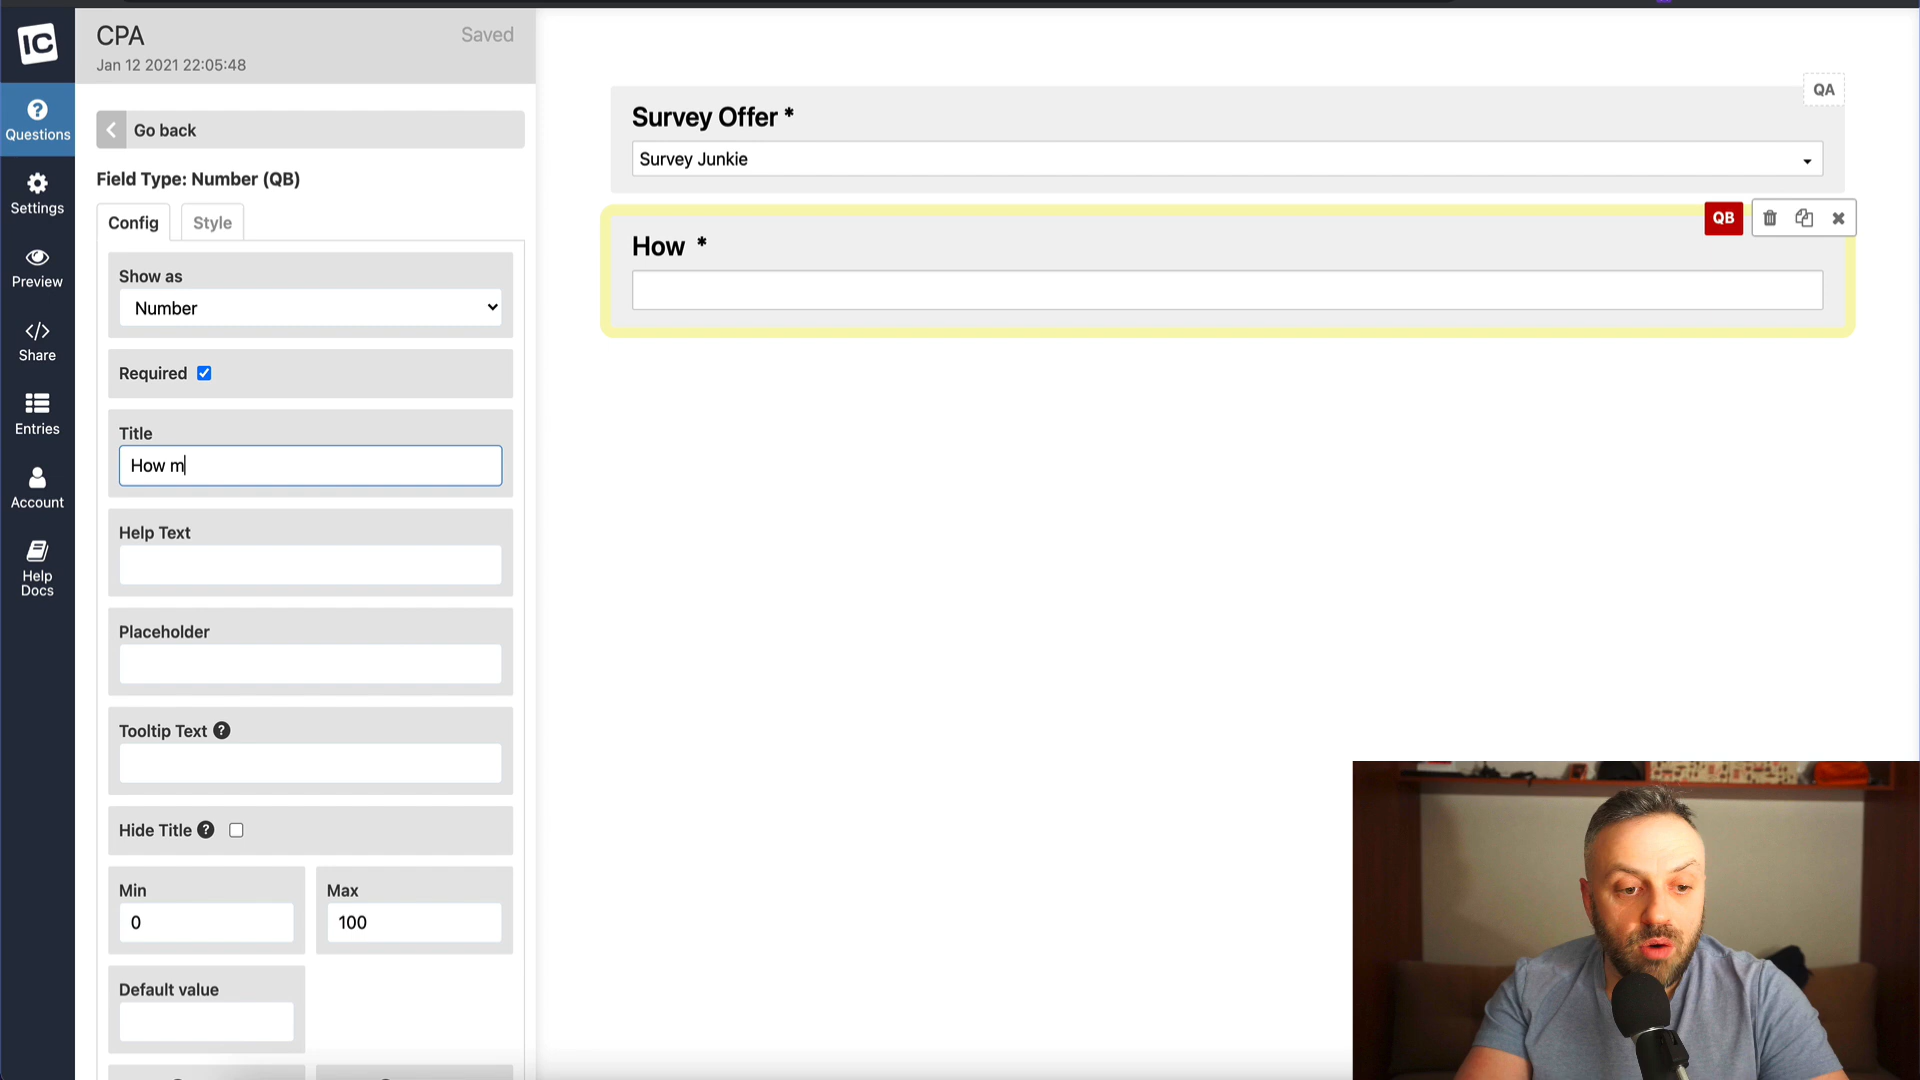 IC
CPA
Saved
Jan 12 2021 22:05:48
Questions
Settings
Preview
Share
Entries
Account
Help
Docs
Go back
Field Type: Number (QB)
Config
Style
Show as
Number
Required
Title
How m
Help Text
Placeholder
Tooltip Text ?
Hide Title ?
Min
Max
0
100
Default value
QA
Survey Offer *
Survey Junkie
QB
How *